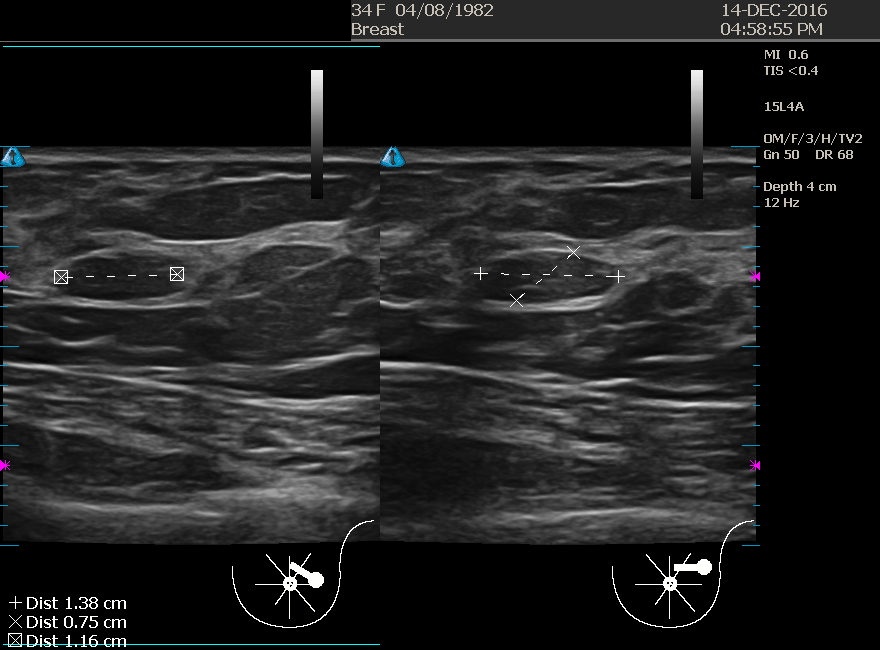 34 F 04/08/1982
14-DEC-2016
Breast
04:58:55 PM
MI 0.6
TIS <0.4
15L4A
OM/F/3/H/TV2
Gn 50 DR 68
Depth 4 cm
12 Hz
Dist 1.38 cm
Dist 0.75 cm
Dist 1.16 cm